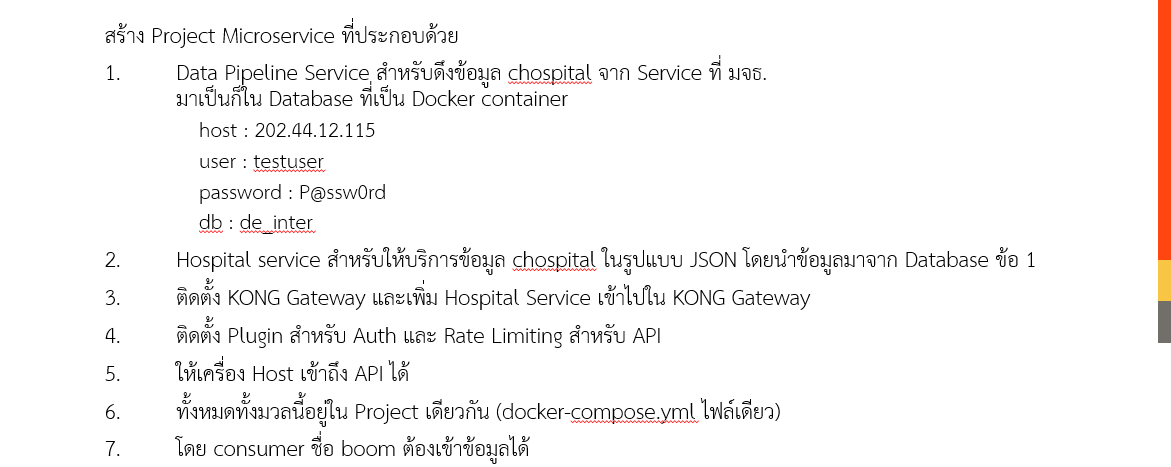 สร้าง Project Microservice ที่ประกอบด้วย
1. Data Pipeline Service สำหรับดึงข้อมูล chospital จาก Service ที่ มจธ.
มาเป็นก็ใน Database ที่เป็น Docker container
host : 202.44.12.115
user : testuser
password : P@ssw0rd
db : de_inter
2. Hospital service สำหรับให้บริการข้อมูล chospital ในรูปแบบ JSON โดยนำข้อมูลมาจาก Database ข้อ 1
3. ติดตั้ง KONG Gateway และเพิ่ม Hospital Service เข้าไปใน KONG Gateway
4. ติดตั้ง Plugin สำหรับ Auth และ Rate Limiting สำหรับ API
5. ให้เครื่อง Host เข้าถึง API ได้
6. ทั้งหมดทั้งมวลนี้อยู่ใน Project เดียวกัน (docker-compose.yml ไฟล์เดียว)
7. โดย consumer ชื่อ boom ต้องเข้าข้อมูลได้